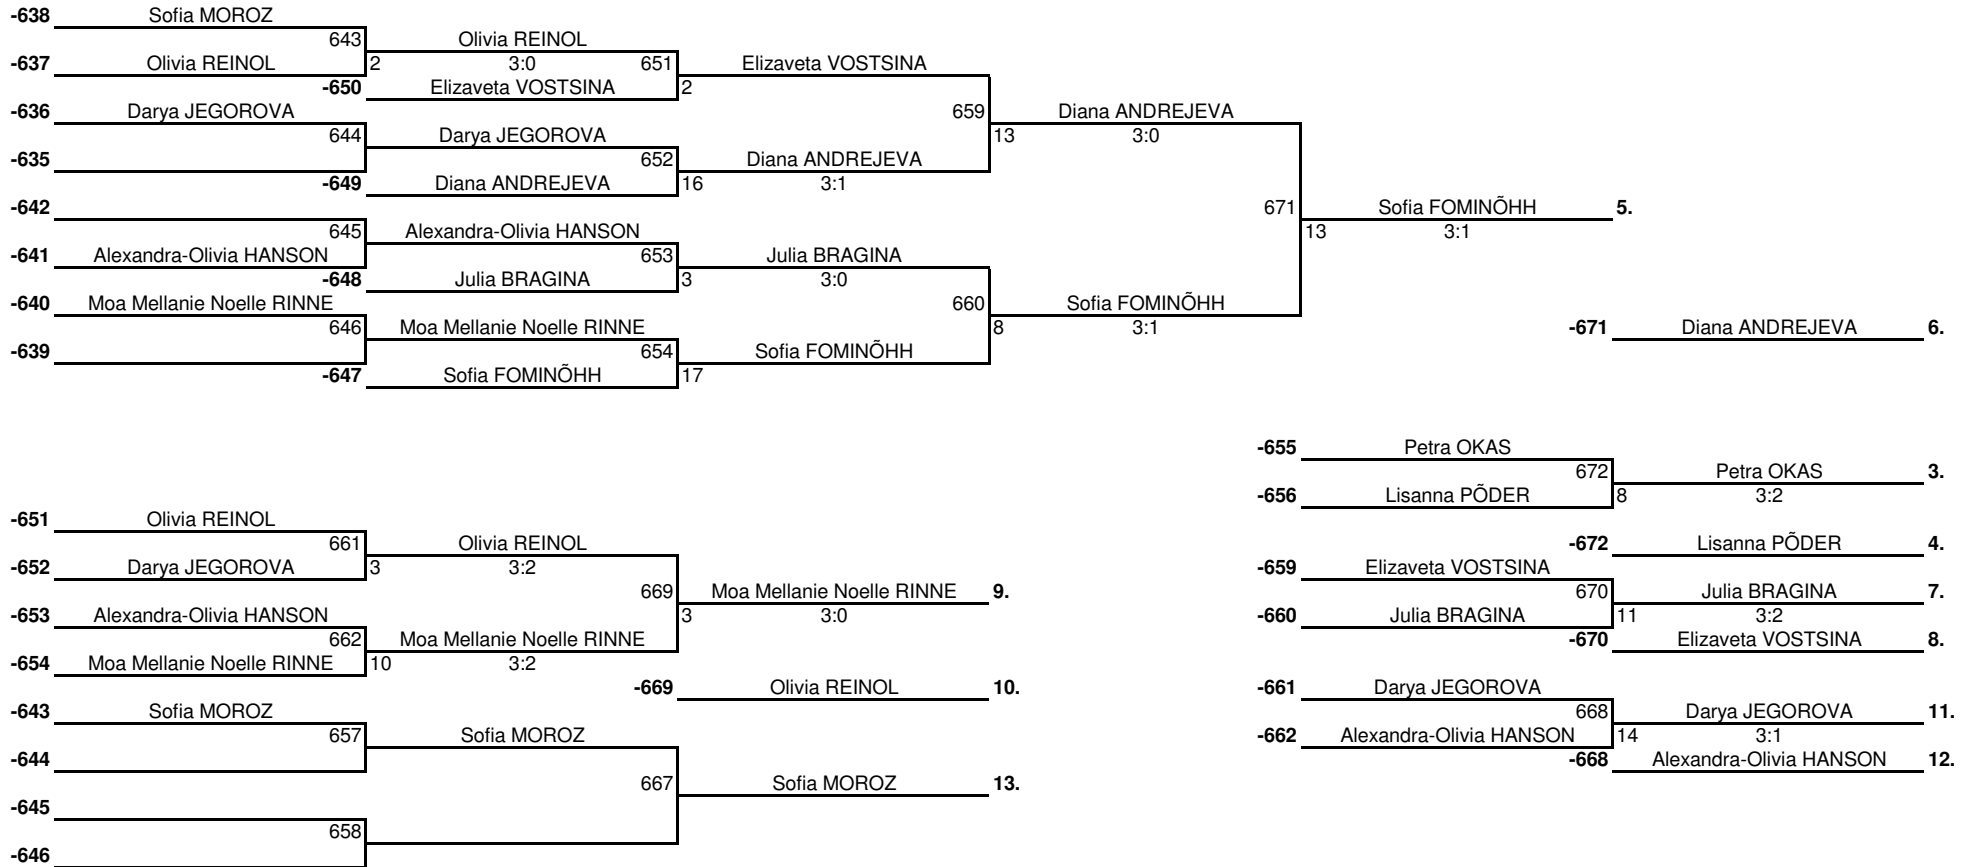 -638 Sofia MOROZ
643 Olivia REINOL
-637 Olivia REINOL 2 3:0 651 Elizaveta VOSTSINA
-650 Elizaveta VOSTSINA 2
-636 Darya JEGOROVA 659 Diana ANDREJEVA
644 Darya JEGOROVA 13 3:0
-635 652 Diana ANDREJEVA
-649 Diana ANDREJEVA 16 3:1
-642 671 Sofia FOMINÕHH 5.
645 Alexandra-Olivia HANSON 13 3:1
-641 Alexandra-Olivia HANSON 653 Julia BRAGINA
-648 Julia BRAGINA 3 3:0
-640 Moa Mellanie Noelle RINNE 660 Sofia FOMINÕHH
646 Moa Mellanie Noelle RINNE 8 3:1 -671 Diana ANDREJEVA 6.
-639 654 Sofia FOMINÕHH
-647 Sofia FOMINÕHH 17
-655 Petra OKAS
672 Petra OKAS 3.
-656 Lisanna PÕDER 8 3:2
-651 Olivia REINOL
661 Olivia REINOL -672 Lisanna PÕDER 4.
-652 Darya JEGOROVA 3 3:2 -659 Elizaveta VOSTSINA
669 Moa Mellanie Noelle RINNE 9. 670 Julia BRAGINA 7.
-653 Alexandra-Olivia HANSON 3 3:0 -660 Julia BRAGINA 11 3:2
662 Moa Mellanie Noelle RINNE -670 Elizaveta VOSTSINA 8.
-654 Moa Mellanie Noelle RINNE 10 3:2
-669 Olivia REINOL 10. -661 Darya JEGOROVA
-643 Sofia MOROZ 668 Darya JEGOROVA 11.
657 Sofia MOROZ -662 Alexandra-Olivia HANSON 14 3:1
-644 -668 Alexandra-Olivia HANSON 12.
667 Sofia MOROZ 13.
-645
658
-646